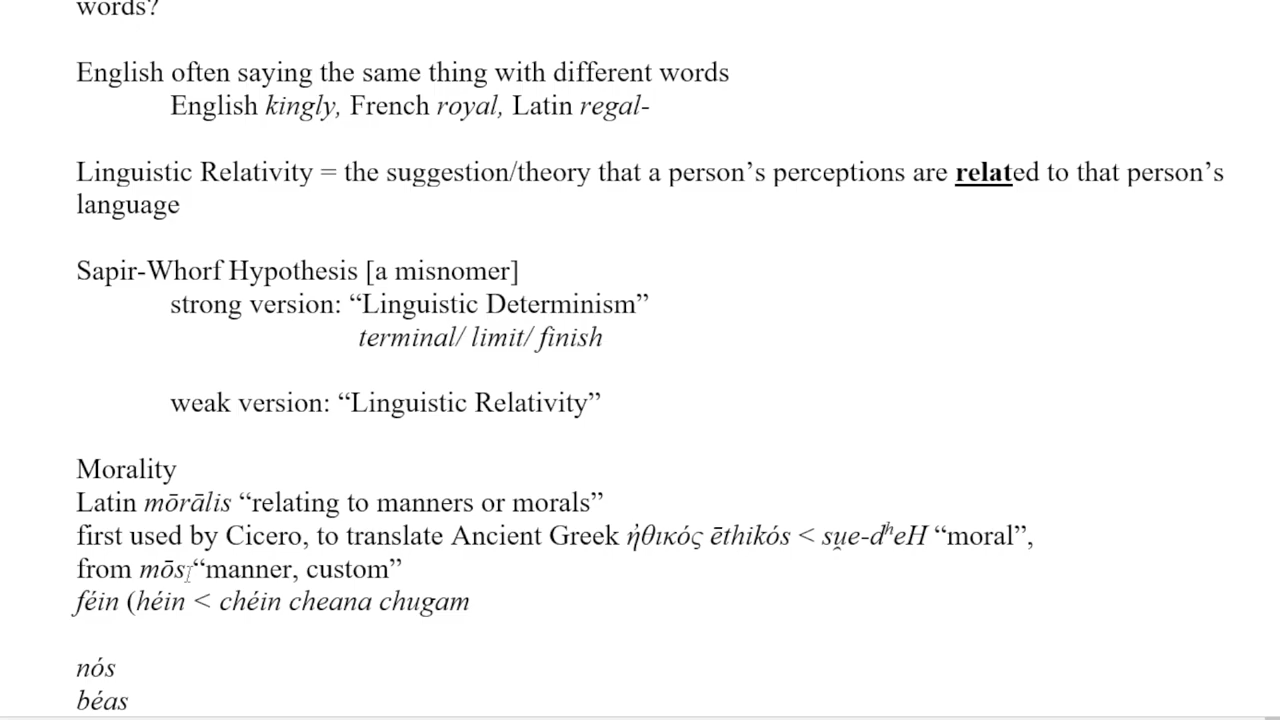 words?
English often saying the same thing with different words
English kingly, French royal, Latin regal-
Linguistic Relativity = the suggestion/theory that a person’s perceptions are related to that person’s
language
Sapir-Whorf Hypothesis [a misnomer]
strong version: “Linguistic Determinism”
terminal/ limit/ finish
weak version: “Linguistic Relativity”
Morality
Latin mōrālis “relating to manners or morals”
first used by Cicero, to translate Ancient Greek ἠθικός ēthikós < su̯e-dʰeH “moral”,
from mōs “manner, custom”
féin (héin < chéin cheana chugam
nós
béas